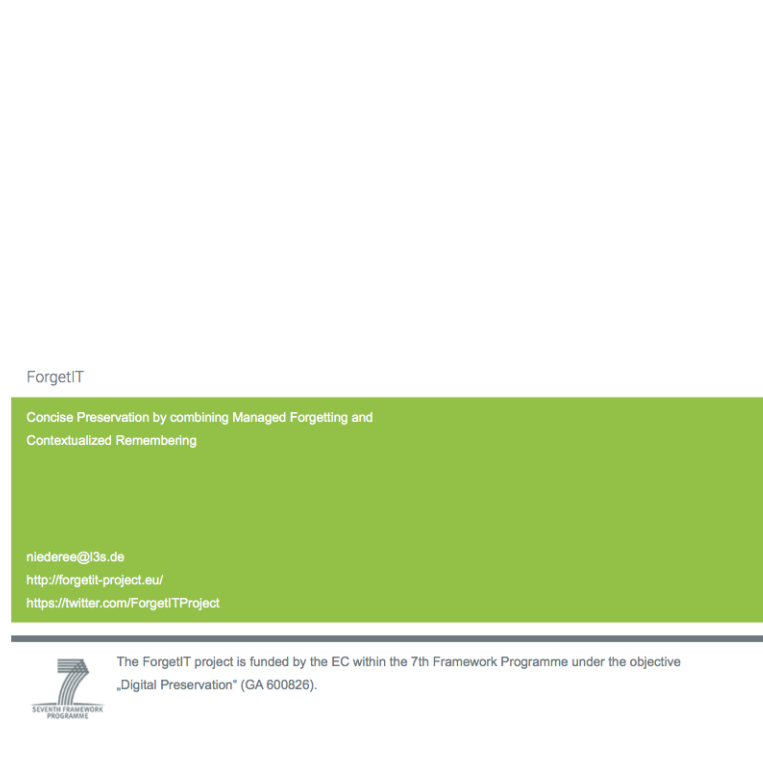 ForgetIT
Concise Preservation by combining Managed Forgetting and
Contextualized Remembering
niederee@l3s.de
http://forgetit-project.eu/
https://twitter.com/ForgetITProject
The ForgetIT project is funded by the EC within the 7th Framework Programme under the objective
„Digital Preservation“ (GA 600826).
7
SEVENTH FRAMEWORK
PROGRAMME